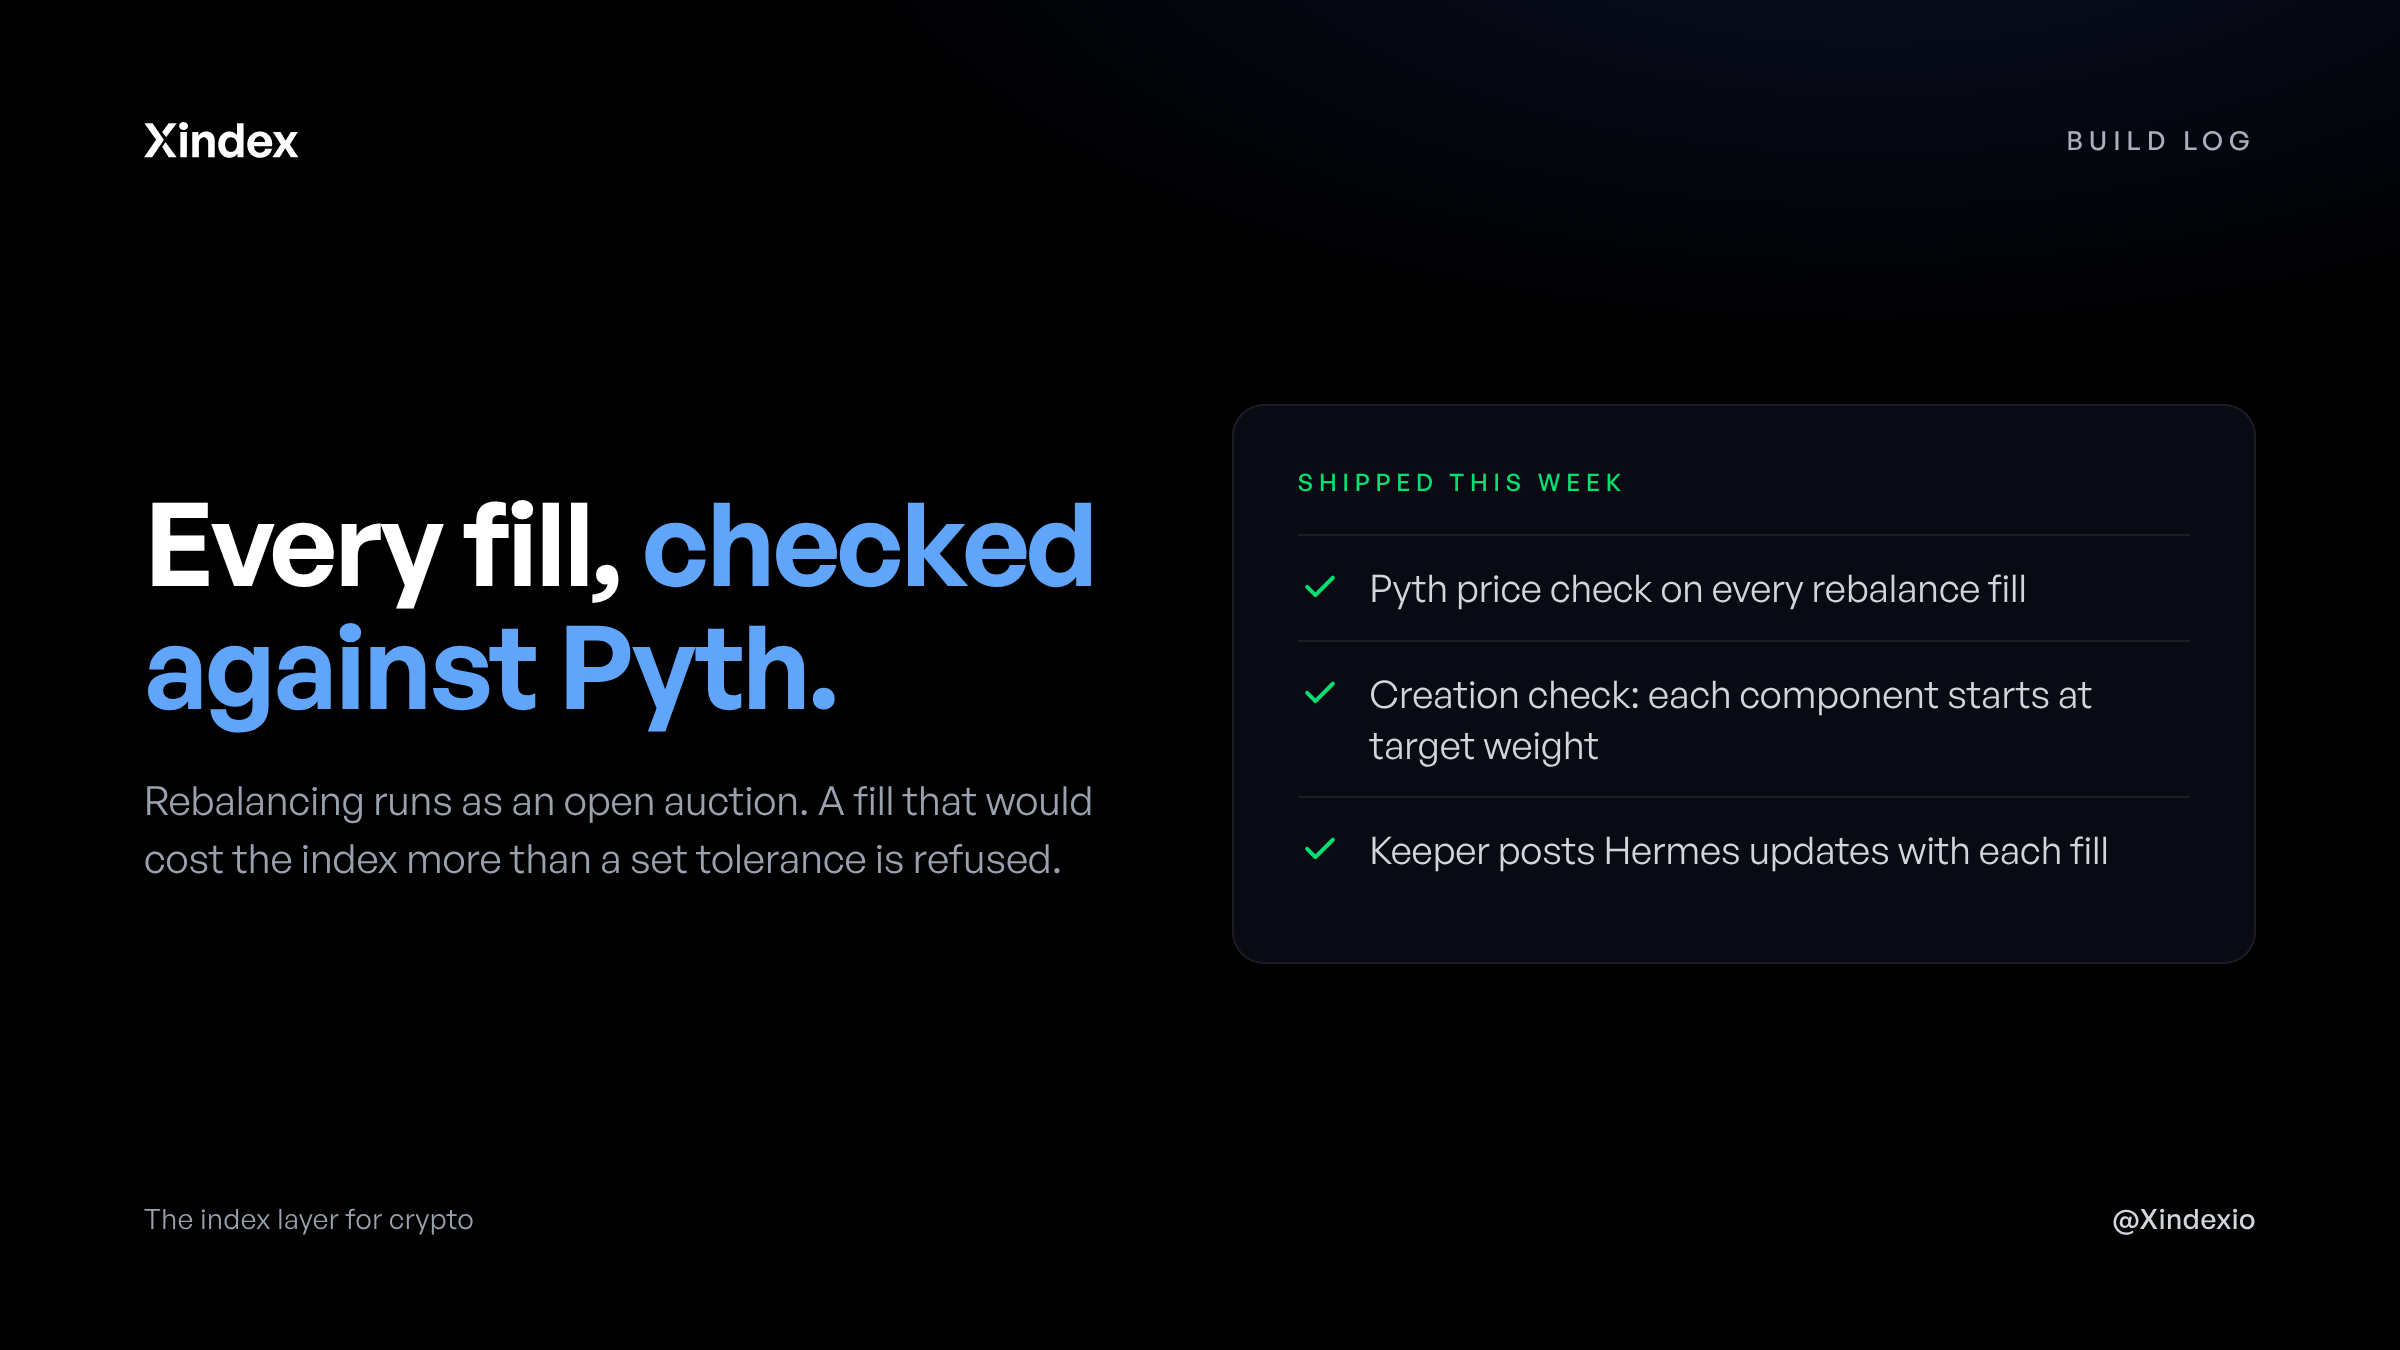 Xindex
BUILD LOG
Every fill, checked
against Pyth.
Rebalancing runs as an open auction. A fill that would
cost the index more than a set tolerance is refused.
SHIPPED THIS WEEK
Pyth price check on every rebalance fill
Creation check: each component starts at
target weight
Keeper posts Hermes updates with each fill
The index layer for crypto
@Xindexio